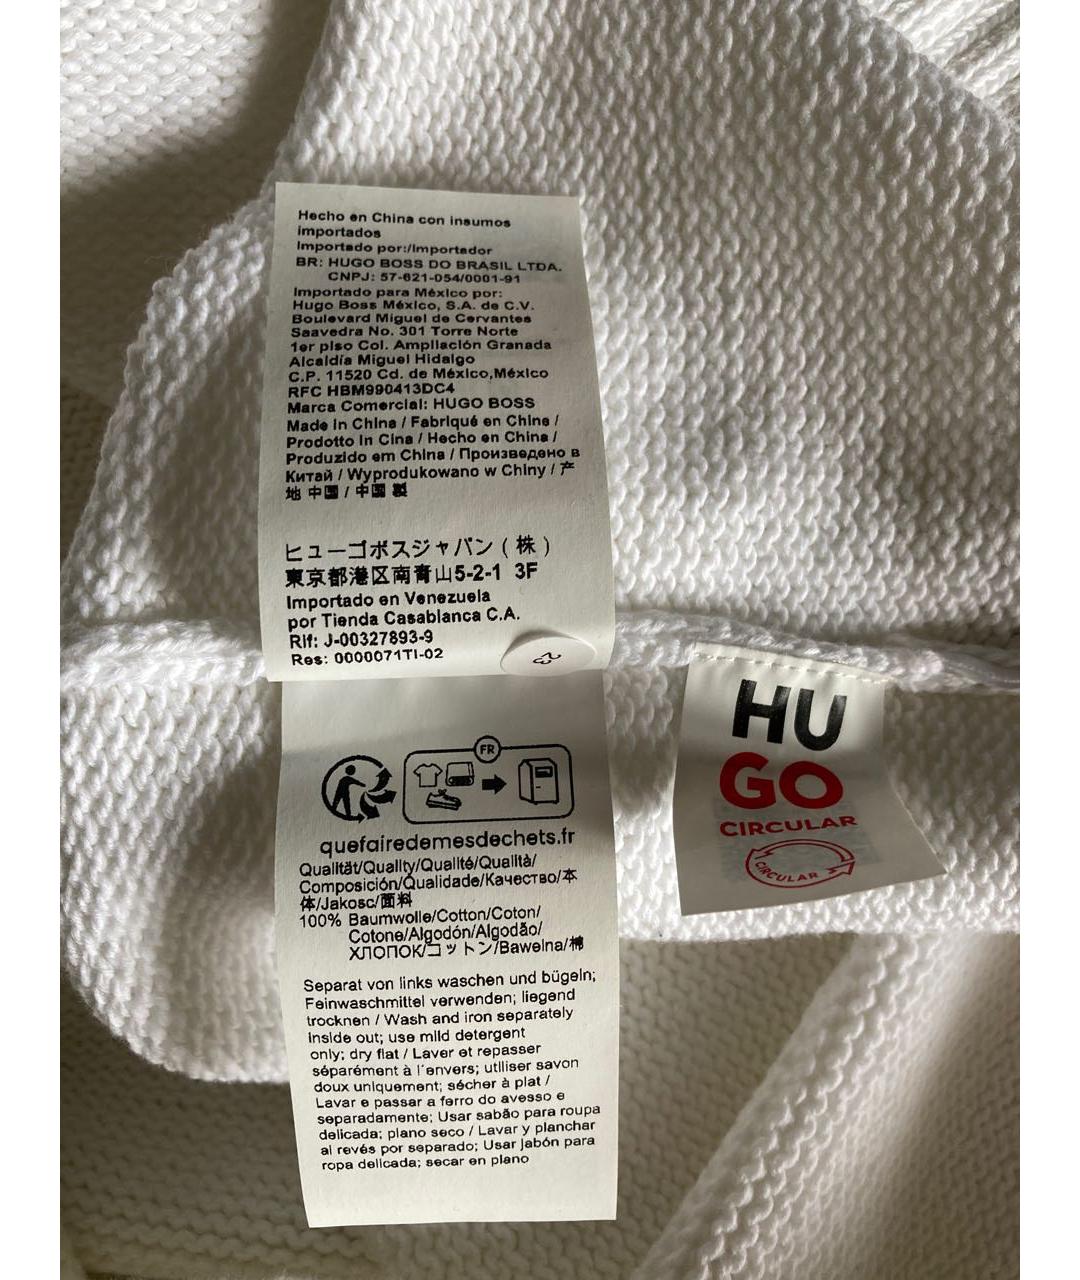 Hecho en China con insumos
importados
Importado por:/Importador
BR: HUGO BOSS DO BRASIL LTDA.
CNPJ: 57-621-054/0001-91
Importado para México por:
Hugo Boss México, S.A. de C.V.
Boulevard Miguel de Cervantes
Saavedra No. 301 Torre Norte
1er piso Col. Ampliación Granada
Alcaldía Miguel Hidalgo
C.P. 11520 Cd. de México,México
RFC HBM990413DC4
Marca Comercial: HUGO BOSS
Made in China / Fabriqué en Chine /
Prodotto in Cina / Hecho en China /
Produzido em China / Произведено в
Китай / Wyprodukowano w Chiny / 产
地 中国 / 中国 製
ヒューゴボスジャパン ( 株 )
東京都港区南青山5-2-1 3F
Importado en Venezuela
por Tienda Casablanca C.A.
Rif: J-00327893-9
Res: 0000071TI-02
HU
GO
CIRCULAR
CIRCULAR
FR
quefairedemesdechets.fr
Qualität/Quality/Qualité/Qualità/
Composición/Qualidade/Качество/本
体/Jakosc/面料
100% Baumwolle/Cotton/Coton/
Cotone/Algodón/Algodão/
ХЛОПОК/コットン/Bawelna/棉
Separat von links waschen und bügeln;
Feinwaschmittel verwenden; liegend
trocknen / Wash and iron separately
inside out; use mild detergent
only; dry flat / Laver et repasser
séparément à l´envers; utiliser savon
doux uniquement; sécher à plat /
Lavar e passar a ferro do avesso e
separadamente; Usar sabão para roupa
delicada; plano seco / Lavar y planchar
al revés por separado; Usar jabón para
ropa delicada; secar en plano